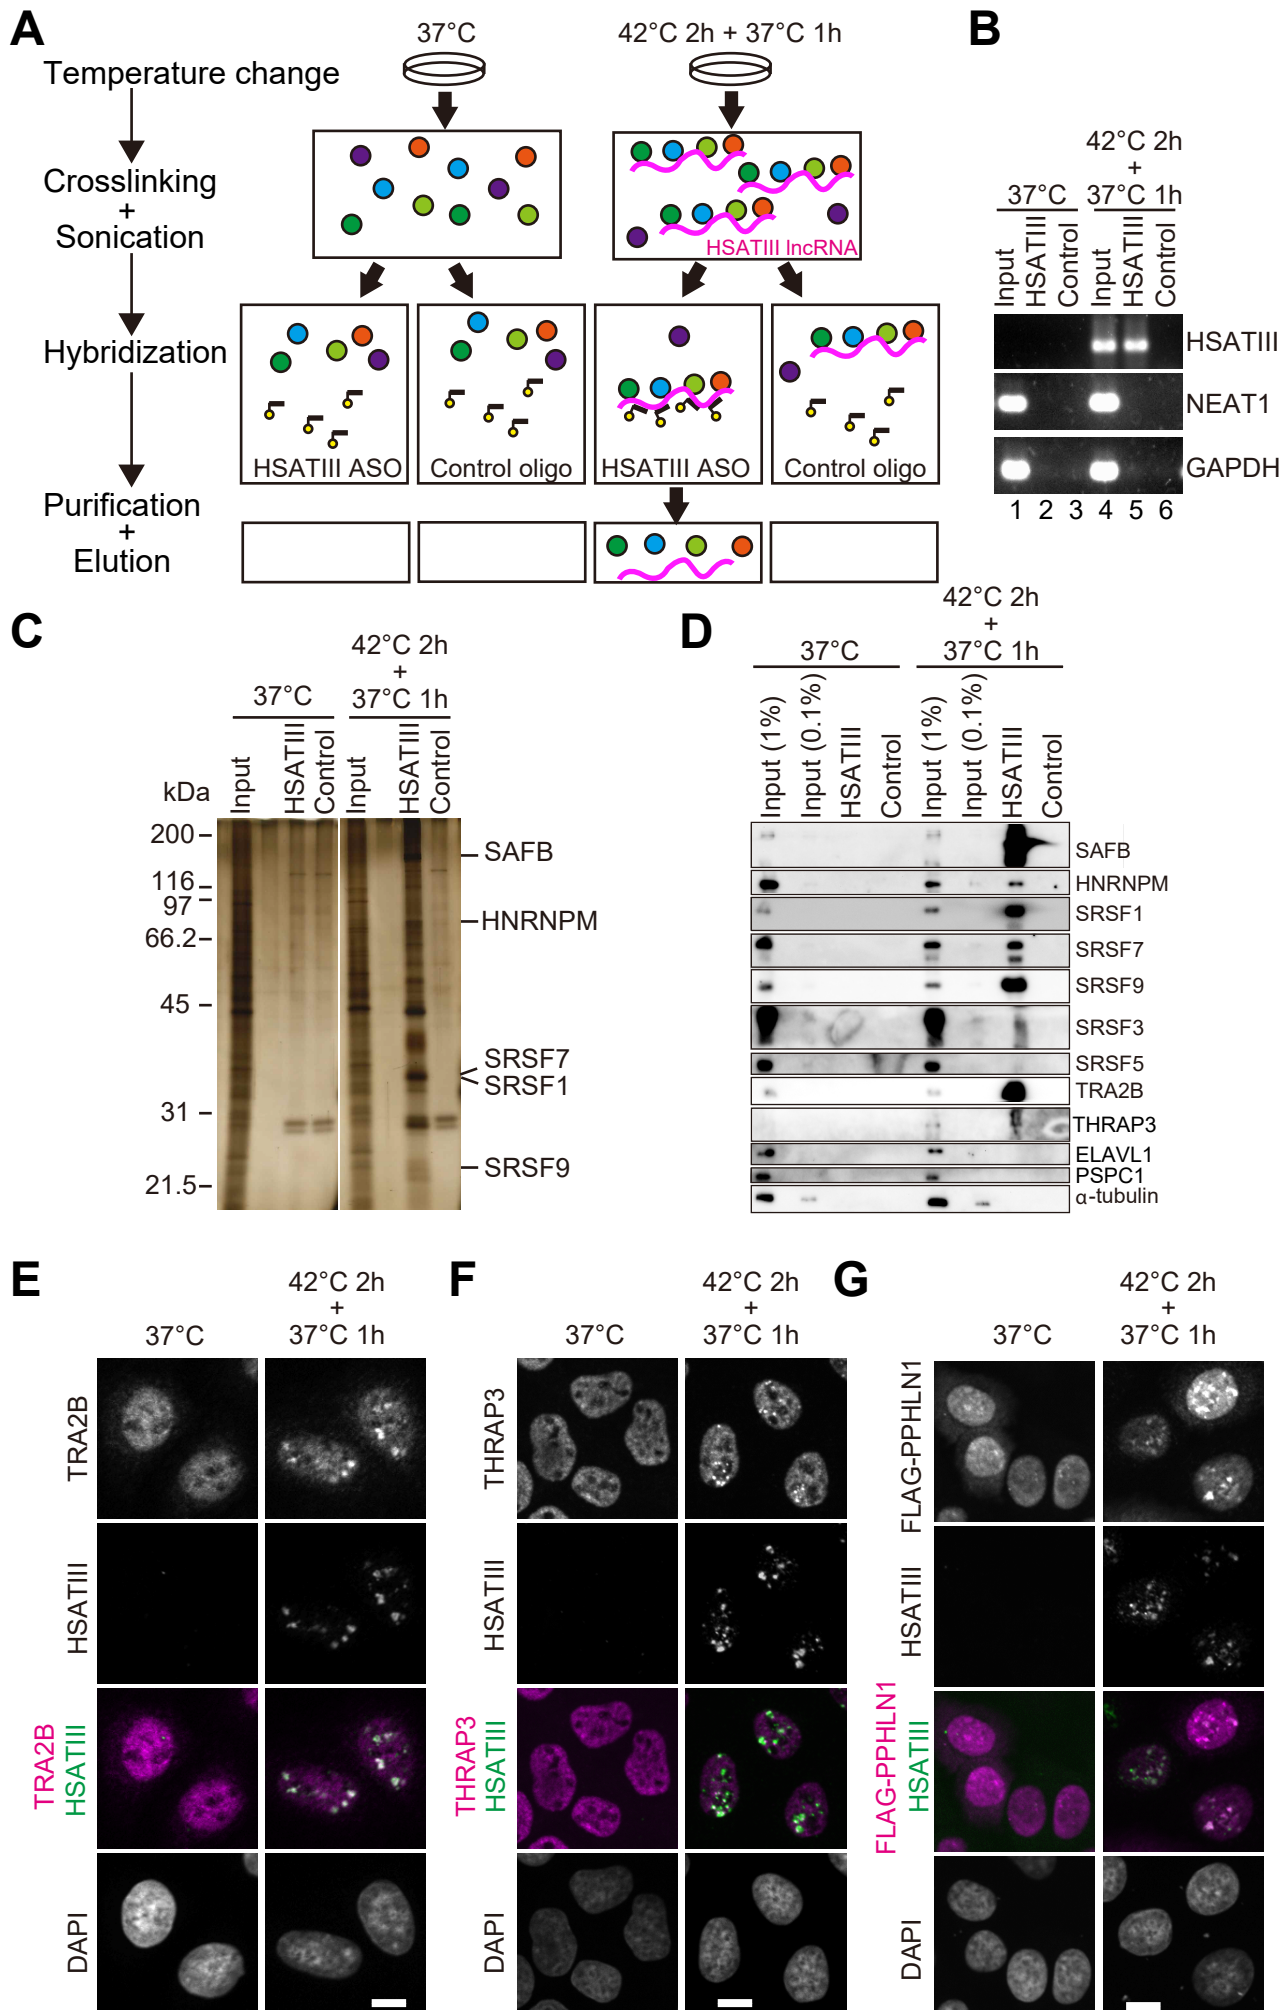 A
37°C
42°C 2h + 37°C 1h
Temperature change
Crosslinking
+
Sonication
HSATIII lncRNA
Hybridization
HSATIII ASO
Control oligo
HSATIII ASO
Control oligo
Purification
+
Elution
B
42°C 2h
+
37°C 37°C 1h
Input
HSATIII
Control
Input
HSATIII
Control
HSATIII
NEAT1
GAPDH
1 2 3 4 5 6
C
42°C 2h
+
37°C 37°C 1h
kDa
Input
HSATIII
Control
Input
HSATIII
Control
200
116
97
66.2
45
31
21.5
SAFB
HNRNPM
SRSF7
SRSF1
SRSF9
D
42°C 2h
+
37°C 37°C 1h
Input (1%)
Input (0.1%)
HSATIII
Control
Input (1%)
Input (0.1%)
HSATIII
Control
SAFB
HNRNPM
SRSF1
SRSF7
SRSF9
SRSF3
SRSF5
TRA2B
THRAP3
ELAVL1
PSPC1
α-tubulin
E
42°C 2h
+
37°C 37°C 1h
TRA2B
HSATIII
TRA2B
HSATIII
DAPI
F
42°C 2h
+
37°C 37°C 1h
THRAP3
HSATIII
THRAP3
HSATIII
DAPI
G
42°C 2h
+
37°C 37°C 1h
FLAG-PPHLN1
HSATIII
FLAG-PPHLN1
HSATIII
DAPI